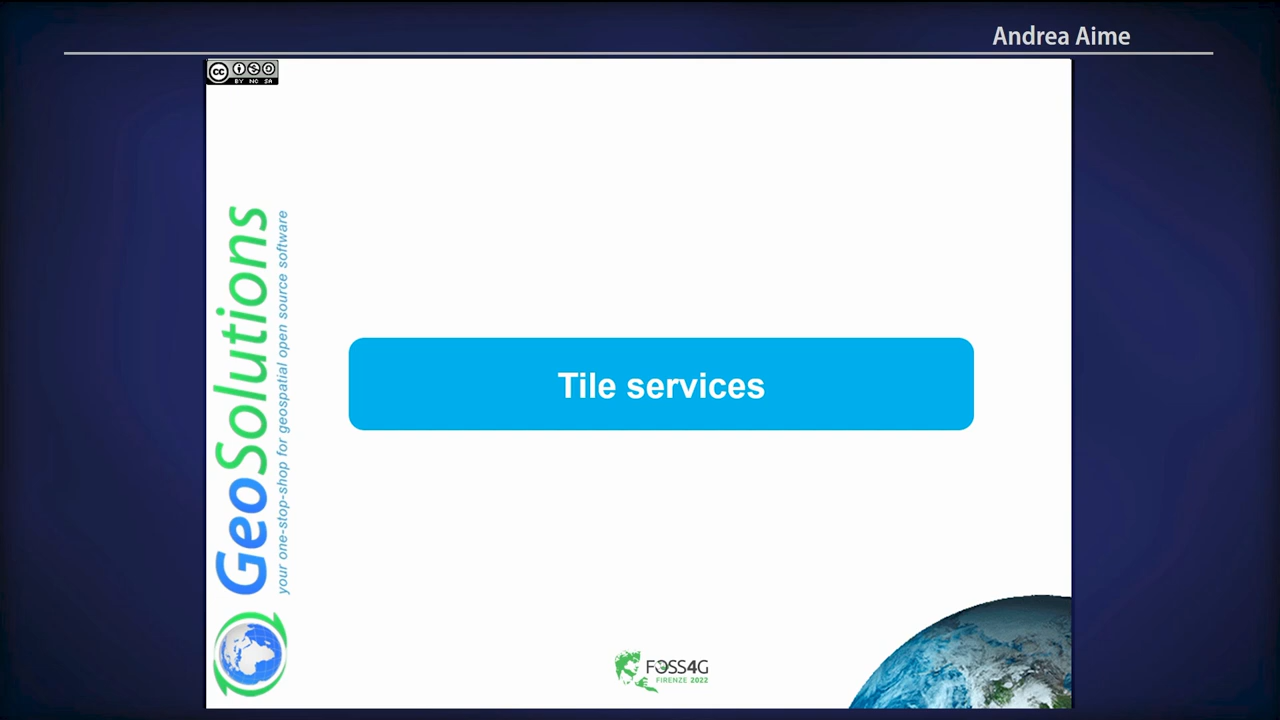 Andrea Aime
cc
BY NC SA
GeoSolutions
your one-stop-shop for geospatial open source software
Tile services
FOSS4G
FIRENZE 2022